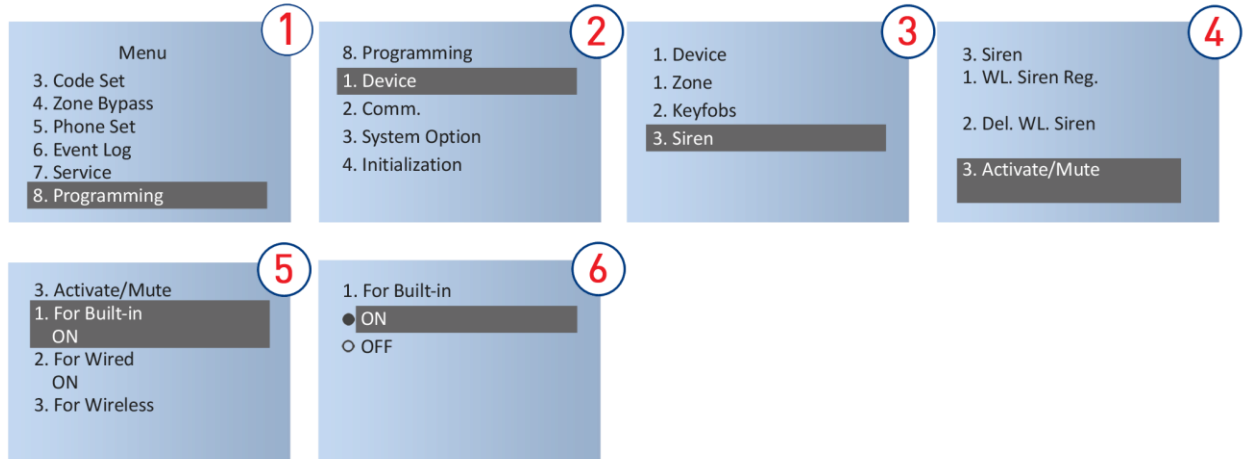 1
Menu
3. Code Set
4. Zone Bypass
5. Phone Set
6. Event Log
7. Service
8. Programming
2
8. Programming
1. Device
2. Comm.
3. System Option
4. Initialization
3
1. Device
1. Zone
2. Keyfobs
3. Siren
4
3. Siren
1. WL. Siren Reg.
2. Del. WL. Siren
3. Activate/Mute
5
3. Activate/Mute
1. For Built-in
ON
2. For Wired
ON
3. For Wireless
6
1. For Built-in
ON
OFF